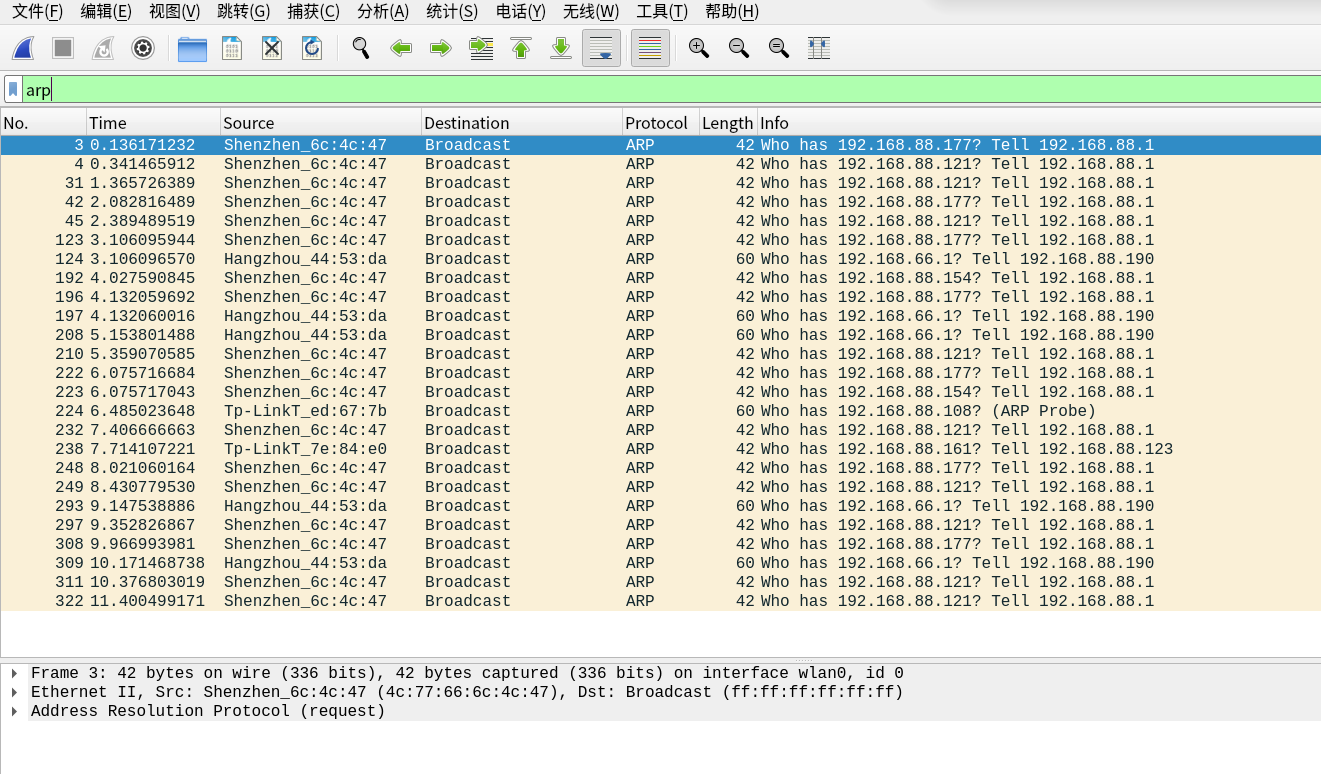 文件(F) 编辑(E) 视图(V) 跳转(G) 捕获(C) 分析(A) 统计(S) 电话(Y) 无线(W) 工具(T) 帮助(H)
arp
No. Time Source Destination Protocol Length Info
3 0.136171232 Shenzhen_6c:4c:47 Broadcast ARP 42 Who has 192.168.88.177? Tell 192.168.88.1
4 0.341465912 Shenzhen_6c:4c:47 Broadcast ARP 42 Who has 192.168.88.121? Tell 192.168.88.1
31 1.365726389 Shenzhen_6c:4c:47 Broadcast ARP 42 Who has 192.168.88.121? Tell 192.168.88.1
42 2.082816489 Shenzhen_6c:4c:47 Broadcast ARP 42 Who has 192.168.88.177? Tell 192.168.88.1
45 2.389489519 Shenzhen_6c:4c:47 Broadcast ARP 42 Who has 192.168.88.121? Tell 192.168.88.1
123 3.106095944 Shenzhen_6c:4c:47 Broadcast ARP 42 Who has 192.168.88.177? Tell 192.168.88.1
124 3.106096570 Hangzhou_44:53:da Broadcast ARP 60 Who has 192.168.66.1? Tell 192.168.88.190
192 4.027590845 Shenzhen_6c:4c:47 Broadcast ARP 42 Who has 192.168.88.154? Tell 192.168.88.1
196 4.132059692 Shenzhen_6c:4c:47 Broadcast ARP 42 Who has 192.168.88.177? Tell 192.168.88.1
197 4.132060016 Hangzhou_44:53:da Broadcast ARP 60 Who has 192.168.66.1? Tell 192.168.88.190
208 5.153801488 Hangzhou_44:53:da Broadcast ARP 60 Who has 192.168.66.1? Tell 192.168.88.190
210 5.359070585 Shenzhen_6c:4c:47 Broadcast ARP 42 Who has 192.168.88.121? Tell 192.168.88.1
222 6.075716684 Shenzhen_6c:4c:47 Broadcast ARP 42 Who has 192.168.88.177? Tell 192.168.88.1
223 6.075717043 Shenzhen_6c:4c:47 Broadcast ARP 42 Who has 192.168.88.154? Tell 192.168.88.1
224 6.485023648 Tp-LinkT_ed:67:7b Broadcast ARP 60 Who has 192.168.88.108? (ARP Probe)
232 7.406666663 Shenzhen_6c:4c:47 Broadcast ARP 42 Who has 192.168.88.121? Tell 192.168.88.1
238 7.714107221 Tp-LinkT_7e:84:e0 Broadcast ARP 42 Who has 192.168.88.161? Tell 192.168.88.123
248 8.021060164 Shenzhen_6c:4c:47 Broadcast ARP 42 Who has 192.168.88.177? Tell 192.168.88.1
249 8.430779530 Shenzhen_6c:4c:47 Broadcast ARP 42 Who has 192.168.88.121? Tell 192.168.88.1
293 9.147538886 Hangzhou_44:53:da Broadcast ARP 60 Who has 192.168.66.1? Tell 192.168.88.190
297 9.352826867 Shenzhen_6c:4c:47 Broadcast ARP 42 Who has 192.168.88.121? Tell 192.168.88.1
308 9.966993981 Shenzhen_6c:4c:47 Broadcast ARP 42 Who has 192.168.88.177? Tell 192.168.88.1
309 10.171468738 Hangzhou_44:53:da Broadcast ARP 60 Who has 192.168.66.1? Tell 192.168.88.190
311 10.376803019 Shenzhen_6c:4c:47 Broadcast ARP 42 Who has 192.168.88.121? Tell 192.168.88.1
322 11.400499171 Shenzhen_6c:4c:47 Broadcast ARP 42 Who has 192.168.88.121? Tell 192.168.88.1
Frame 3: 42 bytes on wire (336 bits), 42 bytes captured (336 bits) on interface wlan0, id 0
Ethernet II, Src: Shenzhen_6c:4c:47 (4c:77:66:6c:4c:47), Dst: Broadcast (ff:ff:ff:ff:ff:ff)
Address Resolution Protocol (request)